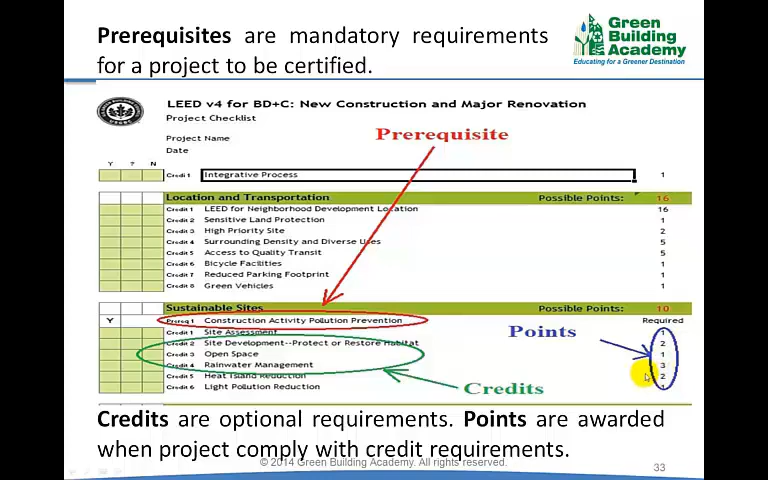 Prerequisites are mandatory requirements
for a project to be certified.
Green
Building
Academy
Educating for a Greener Destination
LEED v4 for BD+C: New Construction and Major Renovation
Project Checklist
Prerequisite
Project Name
Date
Y ? N
Credit 1 Integrative Process 1
Location and Transportation Possible Points: 16
Credit 1 LEED for Neighborhood Development Location 16
Credit 2 Sensitive Land Protection 1
Credit 3 High Priority Site 2
Credit 4 Surrounding Density and Diverse Uses 5
Credit 5 Access to Quality Transit 5
Credit 6 Bicycle Facilities 1
Credit 7 Reduced Parking Footprint 1
Credit 8 Green Vehicles 1
Sustainable Sites Possible Points: 10
Y Prereq 1 Construction Activity Pollution Prevention Required
Credit 1 Site Assessment 1
Points
Credit 2 Site Development--Protect or Restore Habitat 2
Credit 3 Open Space 1
Credit 4 Rainwater Management 3
Credit 5 Heat Island Reduction 2
Credit 6 Light Pollution Reduction 1
Credits
Credits are optional requirements. Points are awarded
when project comply with credit requirements.
© 2014 Green Building Academy. All rights reserved.
33